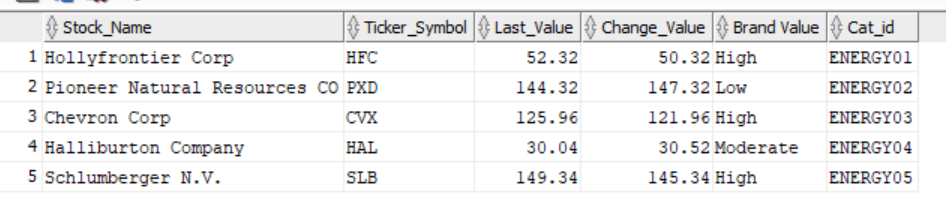 Stock_Name Ticker_Symbol Last_Value Change_Value Brand Value Cat_id
1 Hollyfrontier Corp HFC 52.32 50.32 High ENERGY01
2 Pioneer Natural Resources CO PXD 144.32 147.32 Low ENERGY02
3 Chevron Corp CVX 125.96 121.96 High ENERGY03
4 Halliburton Company HAL 30.04 30.52 Moderate ENERGY04
5 Schlumberger N.V. SLB 149.34 145.34 High ENERGY05